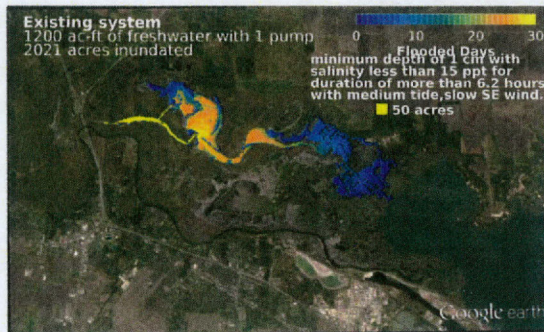 Existing system
1200 ac-ft of freshwater with 1 pump
2021 acres inundated
0 10 20 30
Flooded Days
minimum depth of 1 cm with
salinity less than 15 ppt for
duration of more than 6.2 hours
with medium tide,slow SE wind.
50 acres
Google earth